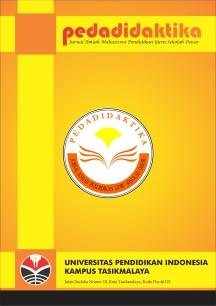 pedadidaktika
Jurnal Ilmiah Mahasiswa Pendidikan Guru Sekolah Dasar
PEDADIDAKTIKA
UNIVERSITAS PENDIDIKAN INDONESIA
KAMPUS TASIKMALAYA
Jalan Dadaha Nomor 18, Kota Tasikmalaya, Kode Pos 46115